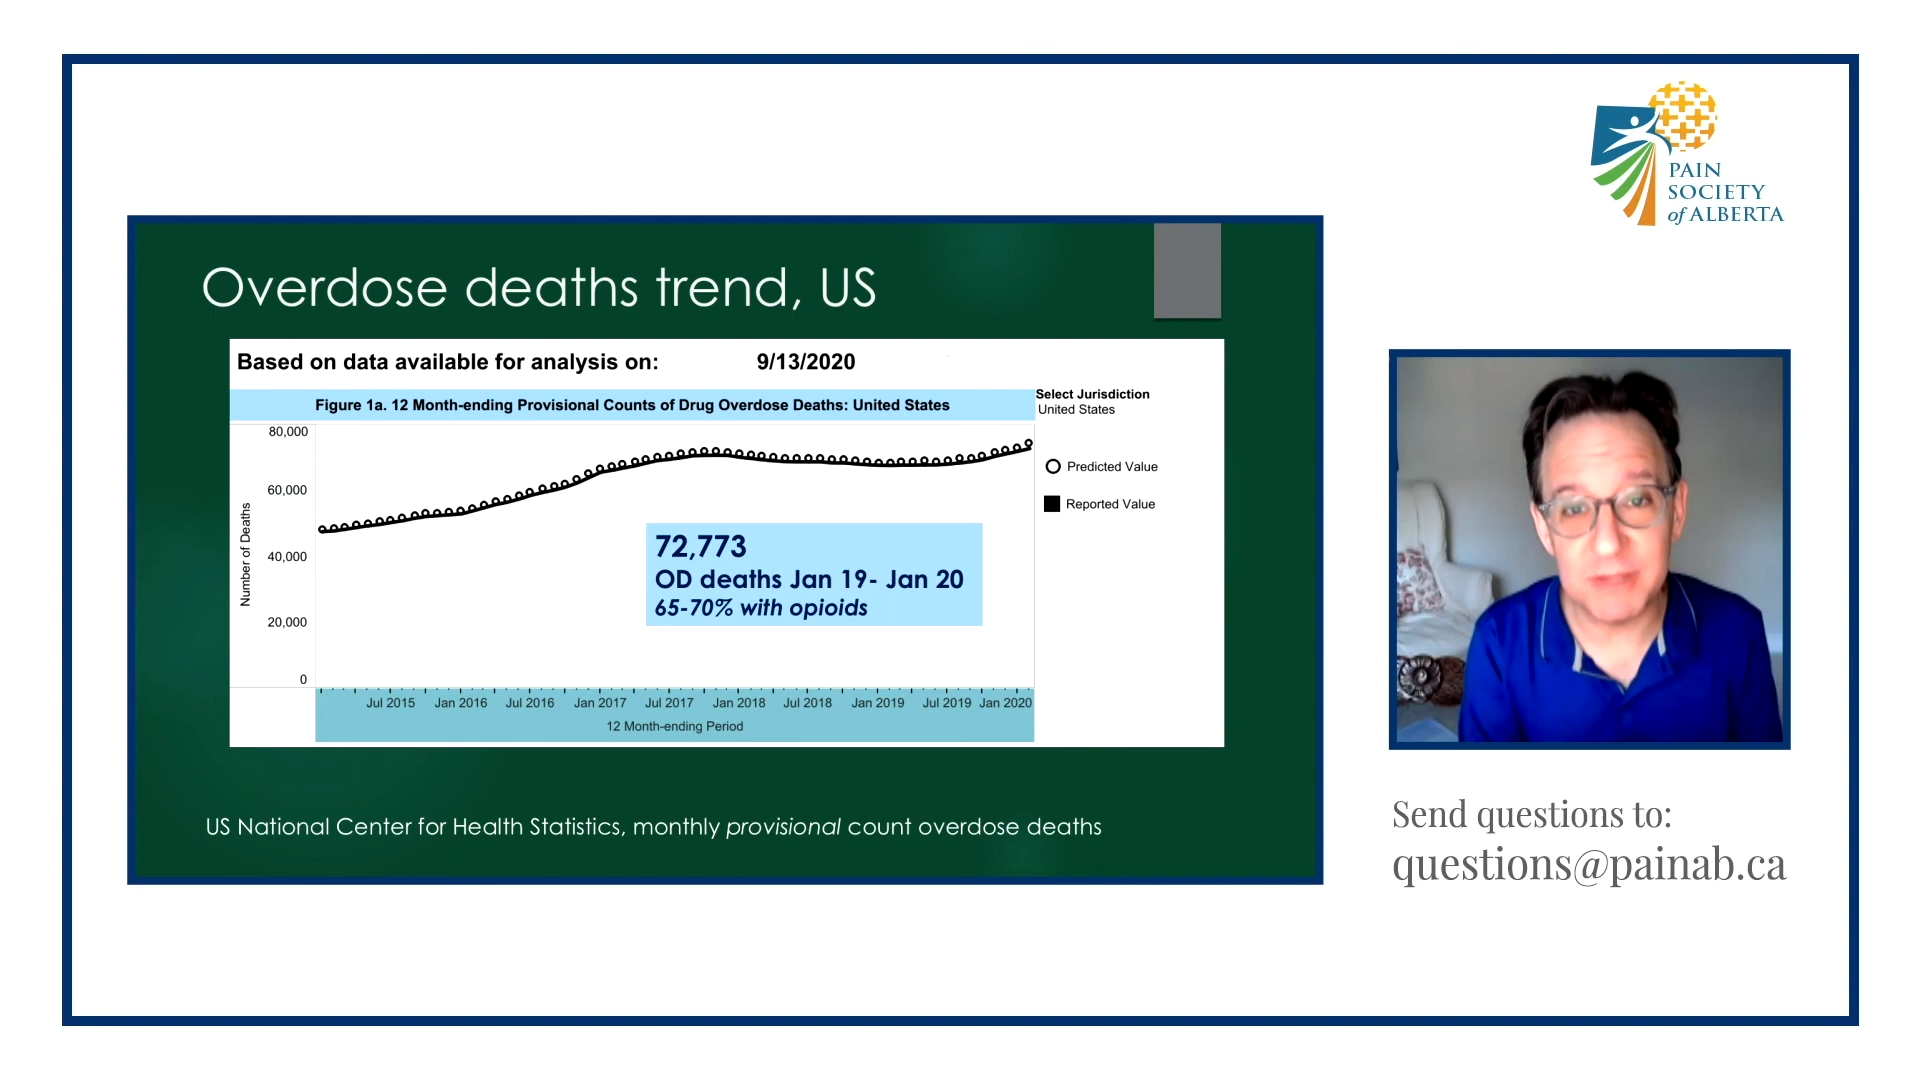 PAIN
SOCIETY
of ALBERTA
Overdose deaths trend, US
Based on data available for analysis on: 9/13/2020
Figure 1a. 12 Month-ending Provisional Counts of Drug Overdose Deaths: United States
Select Jurisdiction
United States
80,000
60,000
40,000
20,000
0
Number of Deaths
Predicted Value
Reported Value
72,773
OD deaths Jan 19- Jan 20
65-70% with opioids
Jul 2015 Jan 2016 Jul 2016 Jan 2017 Jul 2017 Jan 2018 Jul 2018 Jan 2019 Jul 2019 Jan 2020
12 Month-ending Period
US National Center for Health Statistics, monthly provisional count overdose deaths
Send questions to:
questions@painab.ca